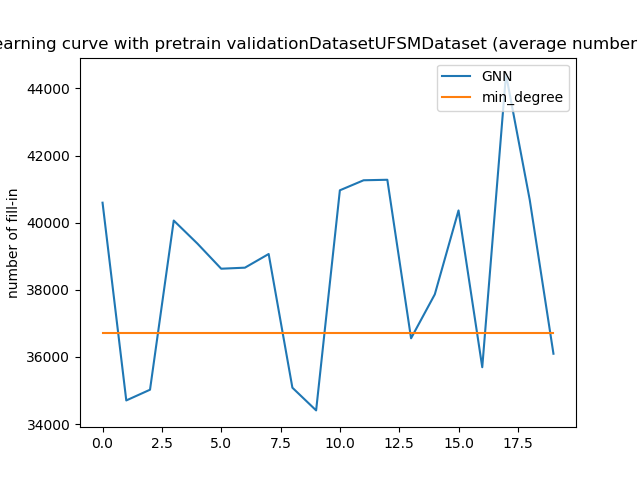 earning curve with pretrain validationDatasetUFSMDataset (average number
GNN
min_degree
number of fill-in
44000
42000
40000
38000
36000
34000
0.0 2.5 5.0 7.5 10.0 12.5 15.0 17.5